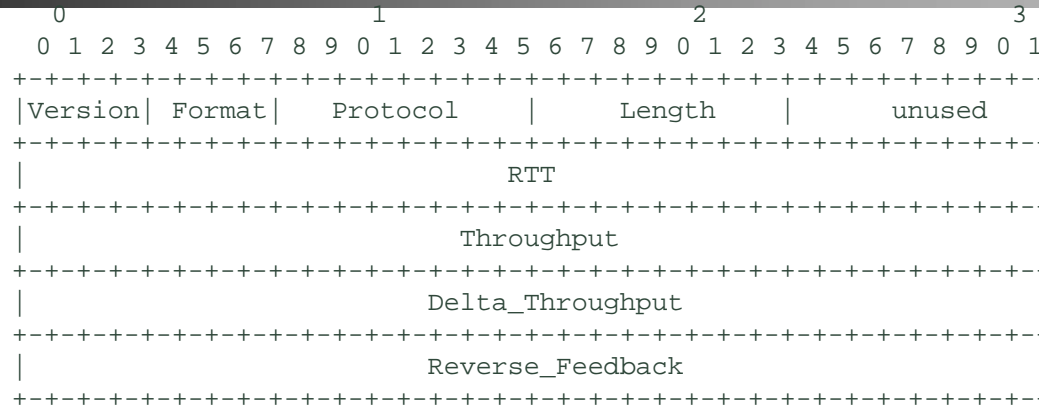 0                   1                   2                   3
0 1 2 3 4 5 6 7 8 9 0 1 2 3 4 5 6 7 8 9 0 1 2 3 4 5 6 7 8 9 0 1
+-+-+-+-+-+-+-+-+-+-+-+-+-+-+-+-+-+-+-+-+-+-+-+-+-+-+-+-+-+-+-+-
|Version| Format|   Protocol    |     Length    |      unused
+-+-+-+-+-+-+-+-+-+-+-+-+-+-+-+-+-+-+-+-+-+-+-+-+-+-+-+-+-+-+-+-
|                              RTT
+-+-+-+-+-+-+-+-+-+-+-+-+-+-+-+-+-+-+-+-+-+-+-+-+-+-+-+-+-+-+-+-
|                           Throughput
+-+-+-+-+-+-+-+-+-+-+-+-+-+-+-+-+-+-+-+-+-+-+-+-+-+-+-+-+-+-+-+-
|                         Delta_Throughput
+-+-+-+-+-+-+-+-+-+-+-+-+-+-+-+-+-+-+-+-+-+-+-+-+-+-+-+-+-+-+-+-
|                         Reverse_Feedback
+-+-+-+-+-+-+-+-+-+-+-+-+-+-+-+-+-+-+-+-+-+-+-+-+-+-+-+-+-+-+-+-